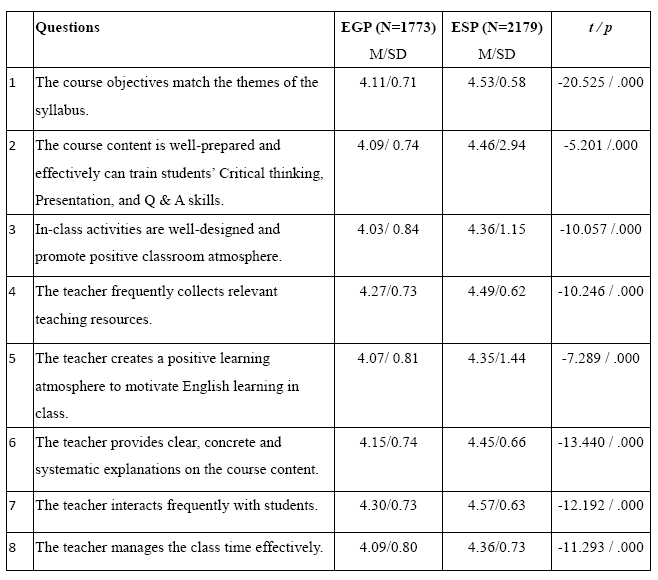 Questions EGP (N=1773) ESP (N=2179) t / p
M/SD M/SD
1 The course objectives match the themes of the 4.11/0.71 4.53/0.58 -20.525 / .000
syllabus.
2 The course content is well-prepared and 4.09/ 0.74 4.46/2.94 -5.201 /.000
effectively can train students’ Critical thinking,
Presentation, and Q & A skills.
3 In-class activities are well-designed and 4.03/ 0.84 4.36/1.15 -10.057 /.000
promote positive classroom atmosphere.
4 The teacher frequently collects relevant 4.27/0.73 4.49/0.62 -10.246 / .000
teaching resources.
5 The teacher creates a positive learning 4.07/ 0.81 4.35/1.44 -7.289 / .000
atmosphere to motivate English learning in
class.
6 The teacher provides clear, concrete and 4.15/0.74 4.45/0.66 -13.440 / .000
systematic explanations on the course content.
7 The teacher interacts frequently with students. 4.30/0.73 4.57/0.63 -12.192 / .000
8 The teacher manages the class time effectively. 4.09/0.80 4.36/0.73 -11.293 / .000